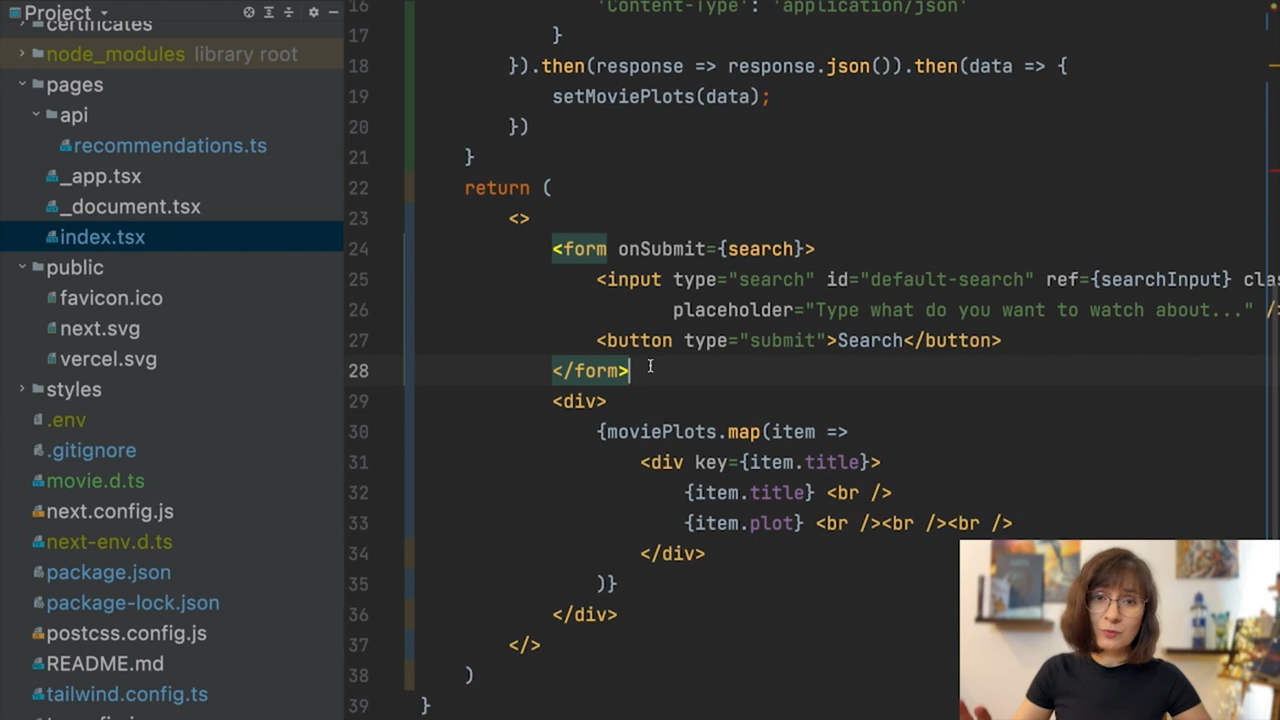 Project
certificates
node_modules library root
pages
api
recommendations.ts
_app.tsx
_document.tsx
index.tsx
public
favicon.ico
next.svg
vercel.svg
styles
.env
.gitignore
movie.d.ts
next.config.js
next-env.d.ts
package.json
package-lock.json
postcss.config.js
README.md
tailwind.config.ts
16 'Content-Type': 'application/json'
17 }
18 }).then(response => response.json()).then(data => {
19 setMoviePlots(data);
20 })
21 }
22 return (
23 <>
24 <form onSubmit={search}>
25 <input type="search" id="default-search" ref={searchInput} clas
26 placeholder="Type what do you want to watch about..." />
27 <button type="submit">Search</button>
28 </form>
29 <div>
30 {moviePlots.map(item =>
31 <div key={item.title}>
32 {item.title} <br />
33 {item.plot} <br /><br /><br />
34 </div>
35 )}
36 </div>
37 </>
38 )
39 }